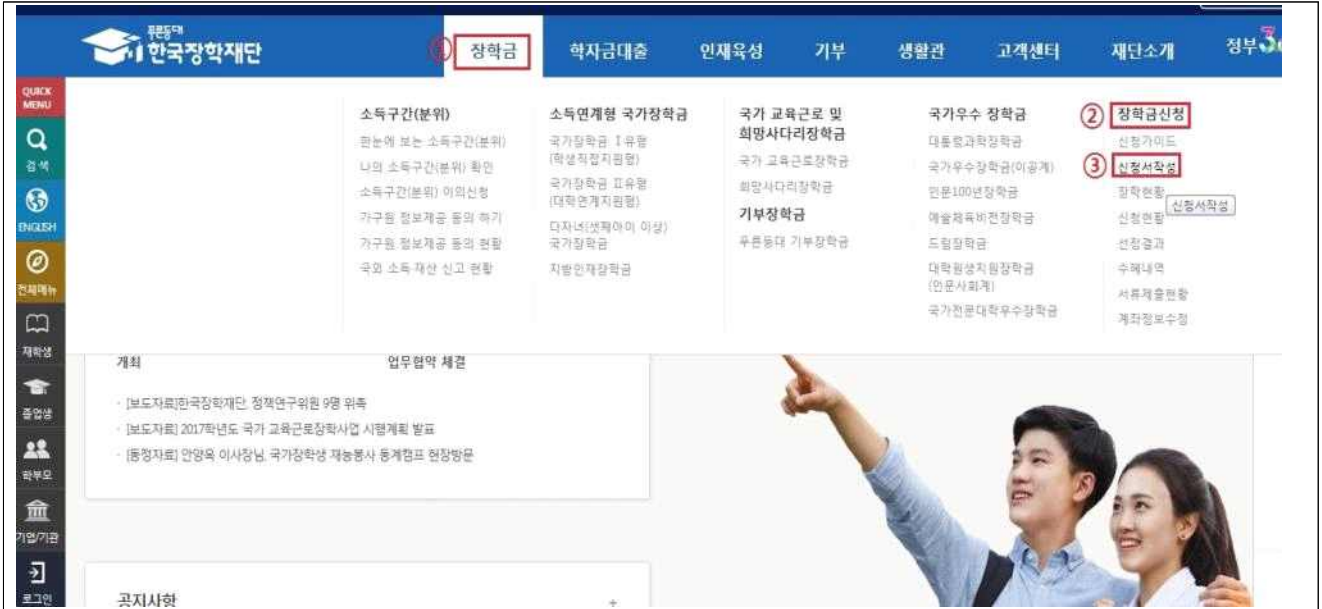 푸른등대
한국장학재단
① 장학금
학자금대출
인재육성
기부
생활관
고객센터
재단소개
정부3.0
QUICK
MENU
검색
ENGLISH
전체메뉴
재학생
졸업생
학부모
기업/기관
로그인
소득구간(분위)
한눈에 보는 소득구간(분위)
나의 소득구간(분위) 확인
소득구간(분위) 이의신청
가구원 정보제공 동의 하기
가구원 정보제공 동의 현황
국외 소득·재산 신고 현황
소득연계형 국가장학금
국가장학금 Ⅰ유형
(학생직접지원형)
국가장학금 Ⅱ유형
(대학연계지원형)
다자녀(셋째아이 이상)
국가장학금
지방인재장학금
국가 교육근로 및
희망사다리장학금
국가 교육근로장학금
희망사다리장학금
기부장학금
푸른등대 기부장학금
국가우수 장학금
대통령과학장학금
국가우수장학금(이공계)
인문100년장학금
예술체육비전장학금
드림장학금
대학원생지원장학금
(인문사회계)
국가전문대학우수장학금
② 장학금신청
신청가이드
③ 신청서작성
장학현황
신청서작성
신청현황
선정결과
수혜내역
서류제출현황
계좌정보수정
개최
업무협약 체결
· [보도자료]한국장학재단, 정책연구위원 9명 위촉
· [보도자료] 2017학년도 국가 교육근로장학사업 시행계획 발표
· [동정자료] 안양옥 이사장님, 국가장학생 재능봉사 동계캠프 현장방문
공지사항
+